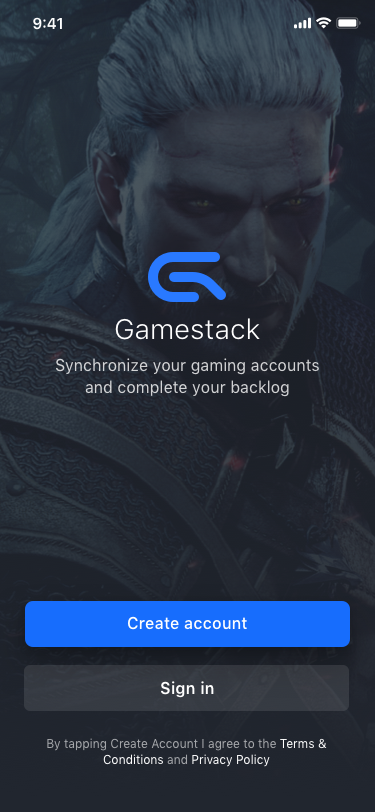 9:41
Gamestack
Synchronize your gaming accounts
and complete your backlog
Create account
Sign in
By tapping Create Account I agree to the Terms &
Conditions and Privacy Policy